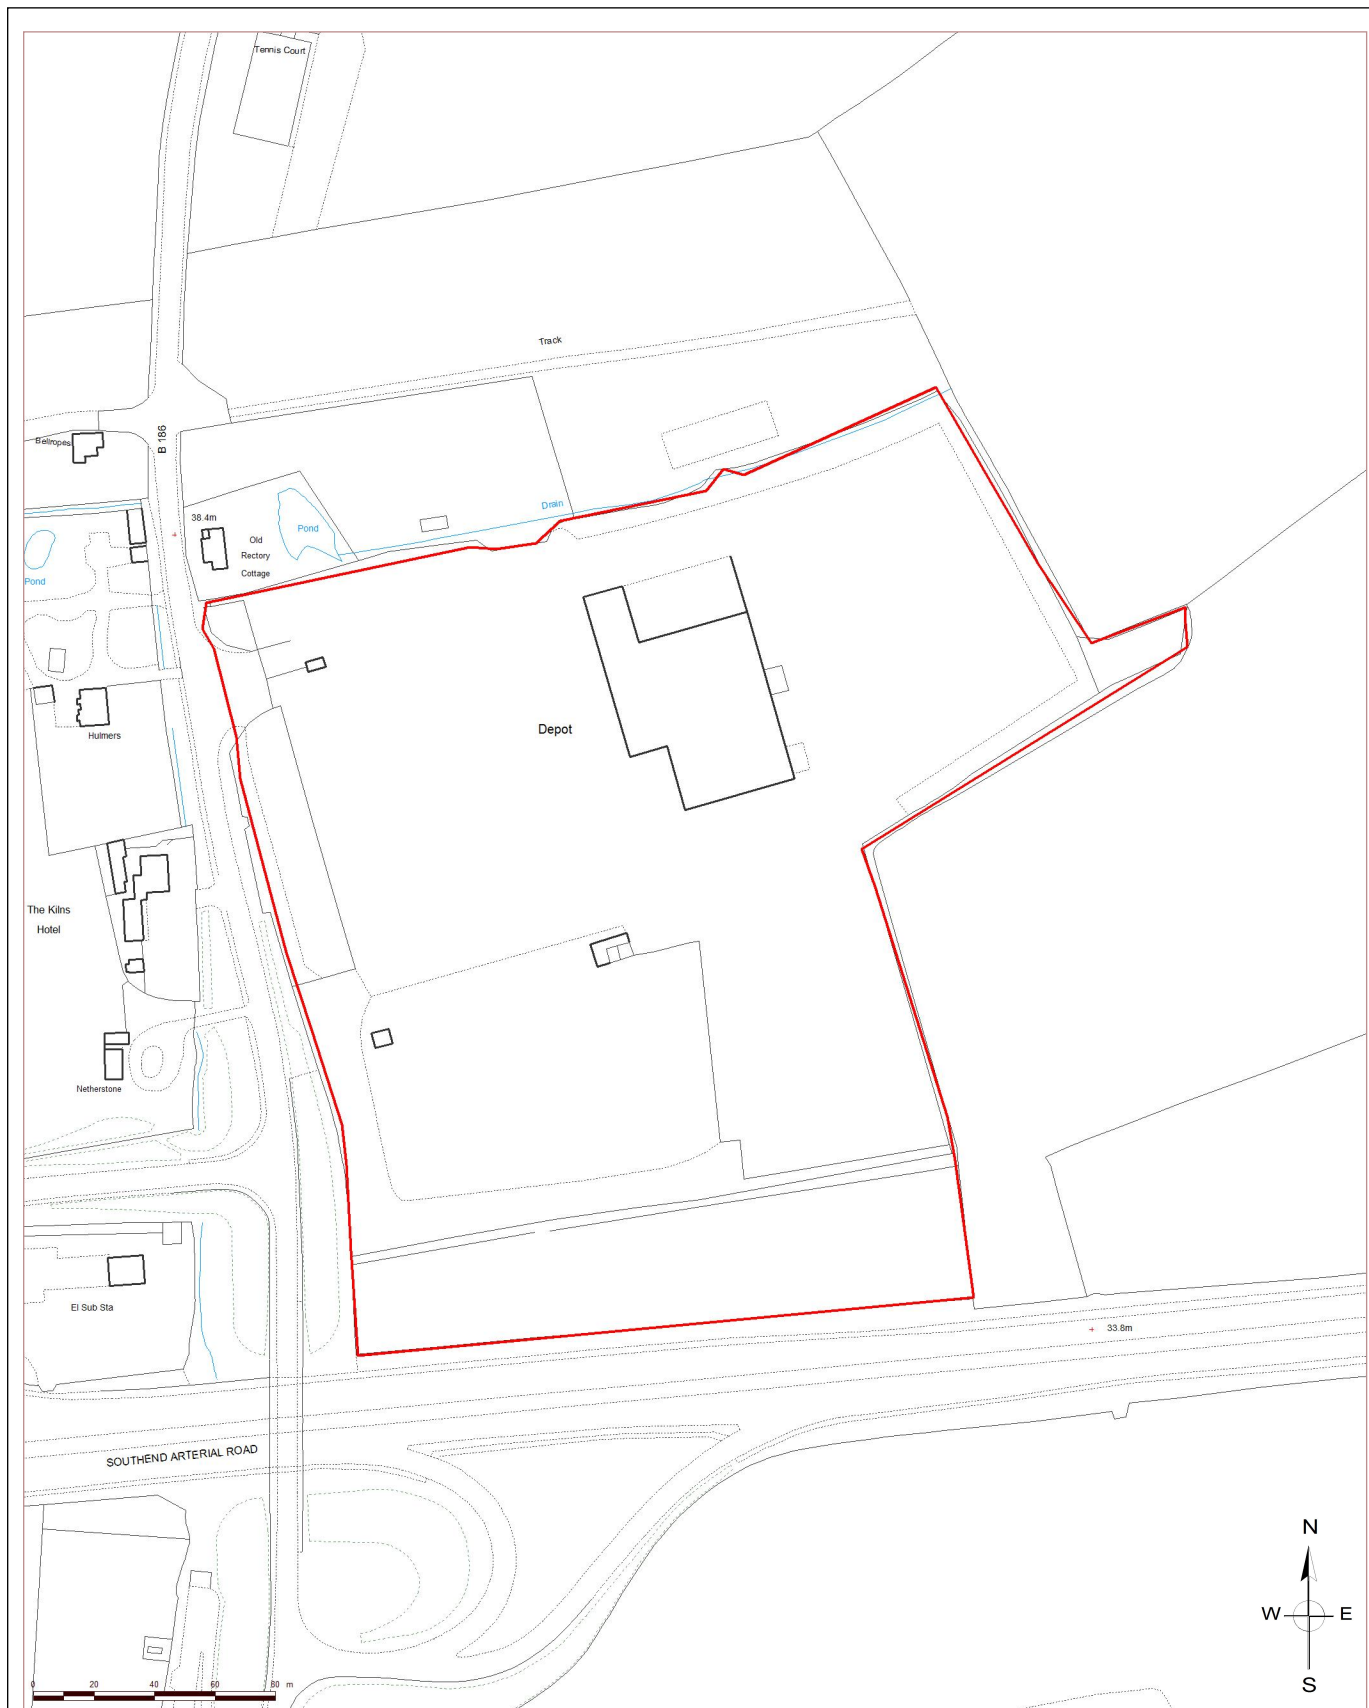 Tennis Court
Track
Bellropes
B 186
38.4m
Old
Rectory
Cottage
Pond
Drain
Pond
Hulmers
Depot
The Kilns
Hotel
Netherstone
El Sub Sta
33.8m
SOUTHEND ARTERIAL ROAD
N
W E
S
0 20 40 60 80 m